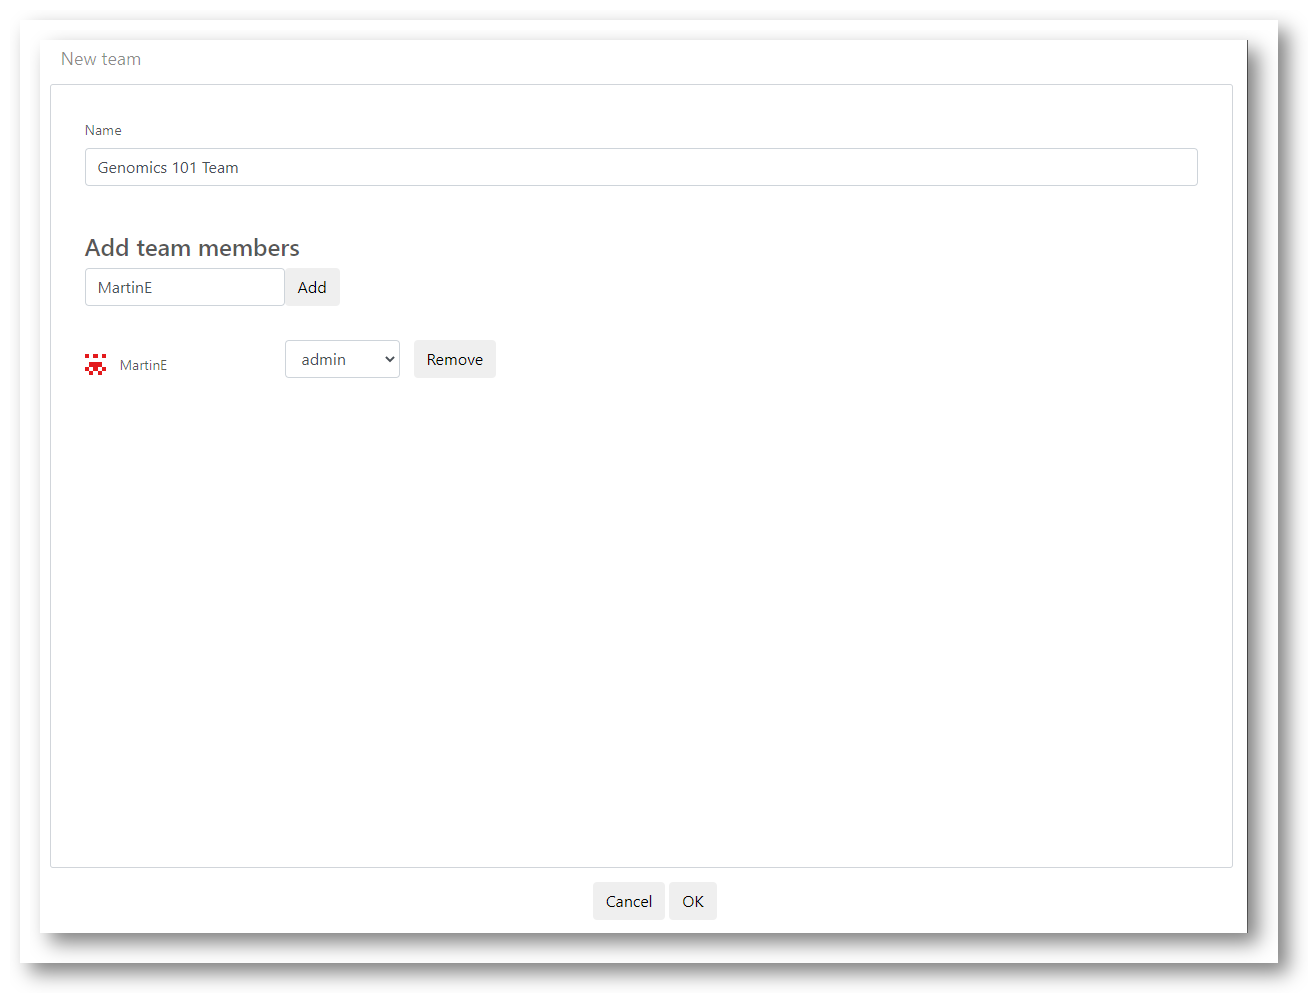 New team
Name
Genomics 101 Team
Add team members
MartinE Add
MartinE admin Remove
Cancel OK